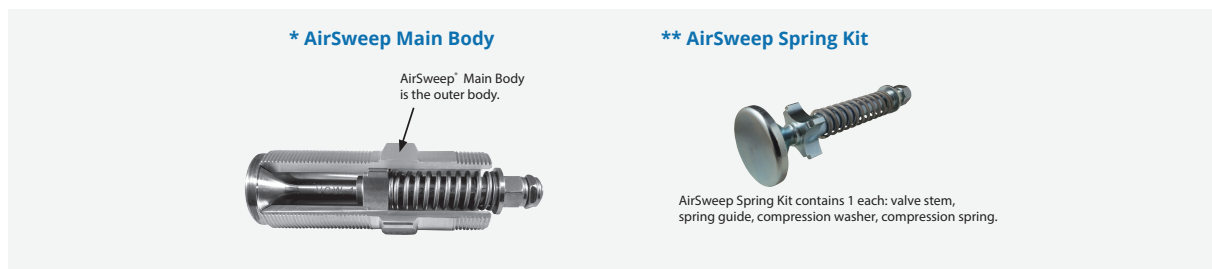 * AirSweep Main Body
** AirSweep Spring Kit
AirSweep® Main Body
is the outer body.
AirSweep Spring Kit contains 1 each: valve stem,
spring guide, compression washer, compression spring.